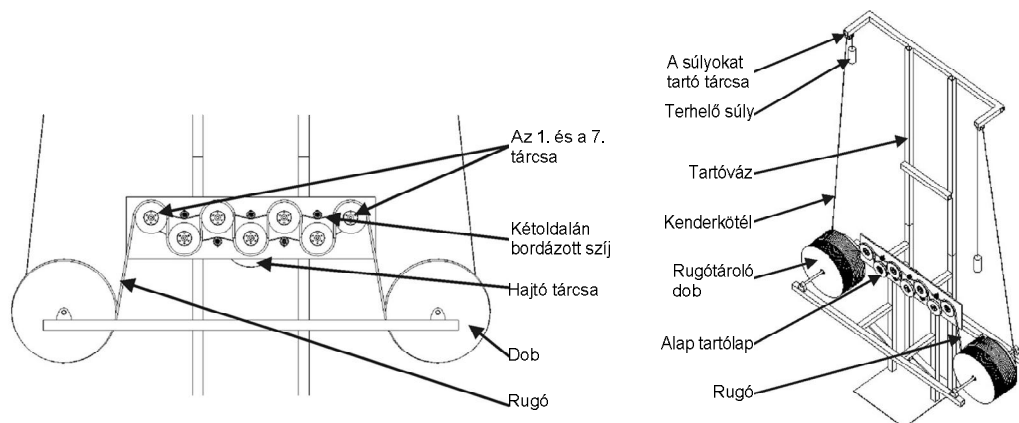 Az 1. és a 7.
tárcsa
Kétoldalán
bordázott szíj
Hajtó tárcsa
Dob
Rugó
A súlyokat
tartó tárcsa
Terhelő súly
Tartóváz
Kenderkötél
Rugótároló
dob
Alap tartólap
Rugó